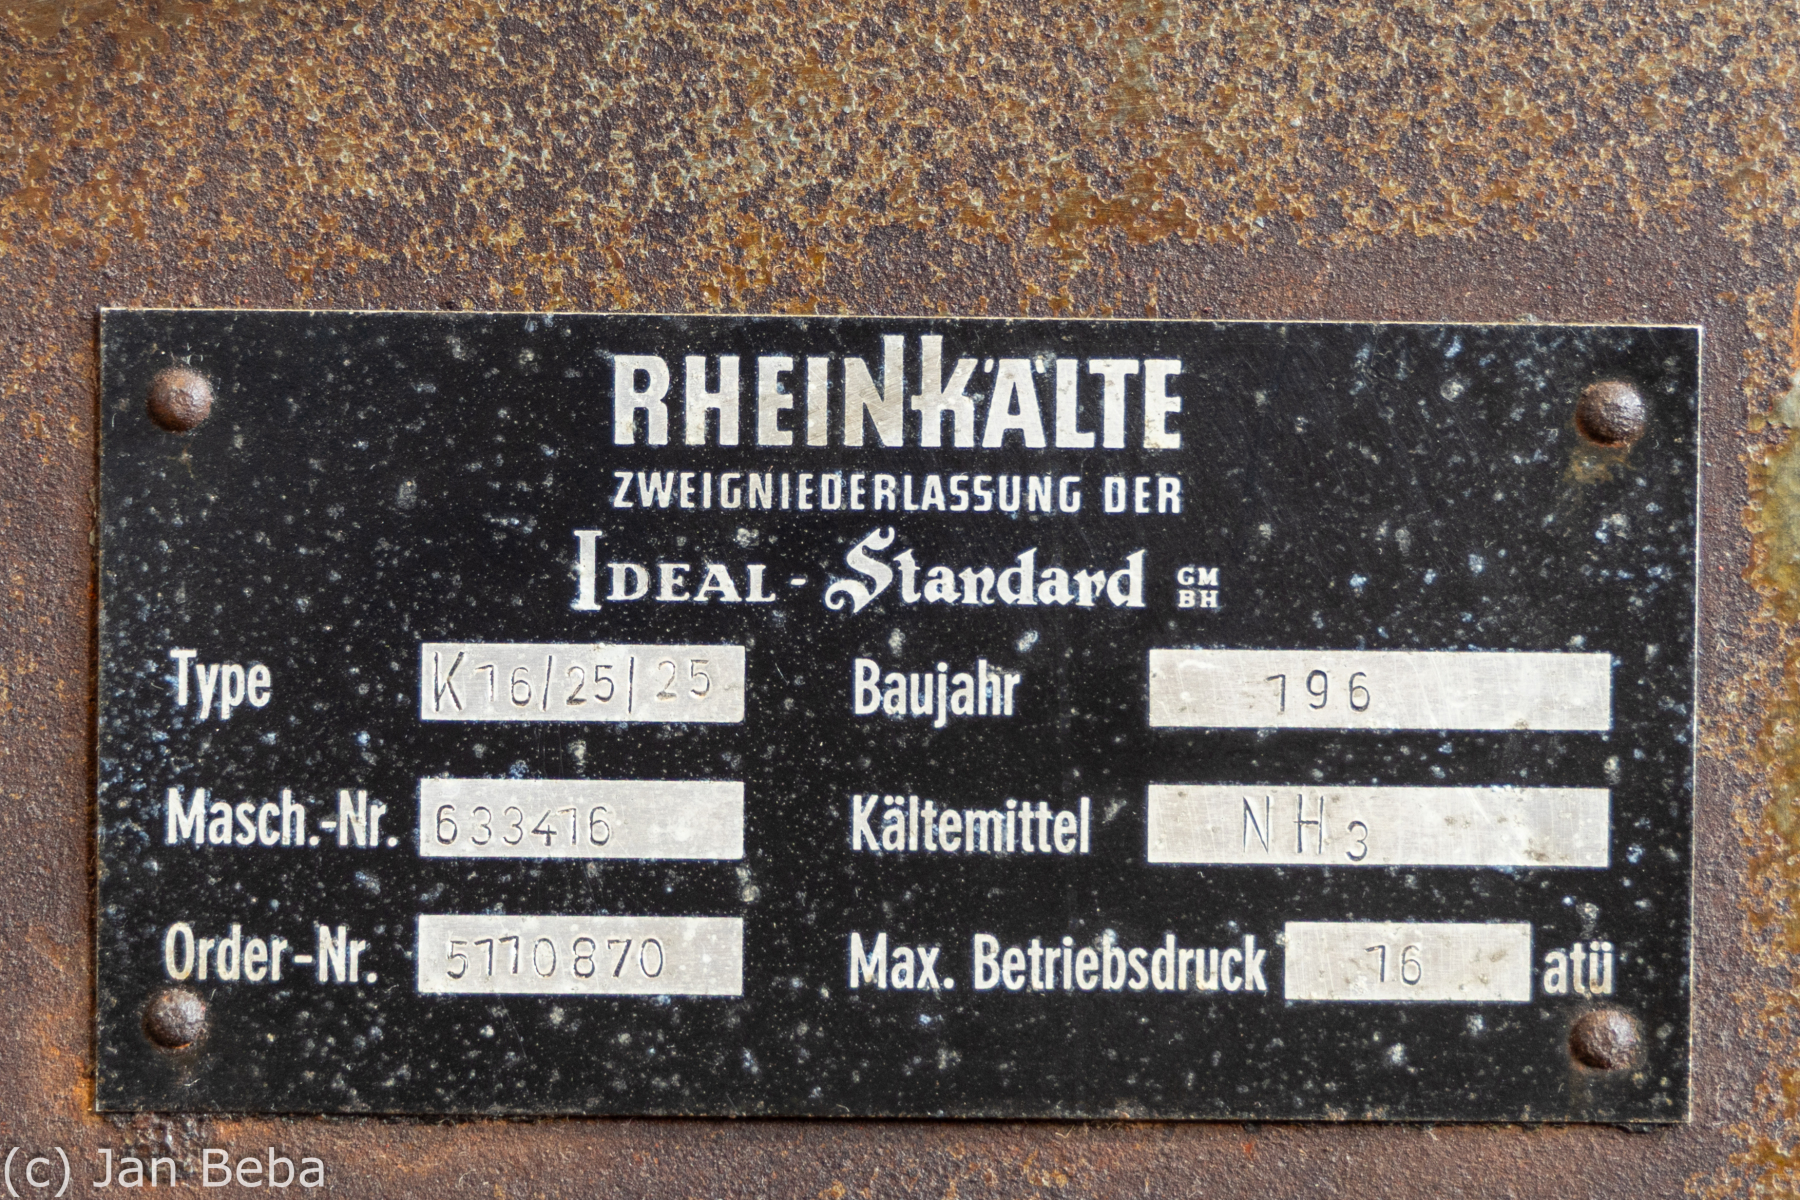 RHEINKÄLTE
ZWEIGNIEDERLASSUNG DER
IDEAL - Standard GMBH
Type K16/25/25 Baujahr 196
Masch.-Nr. 633416 Kältemittel NH3
Order-Nr. 5110870 Max. Betriebsdruck 16 atü
(c) Jan Beba